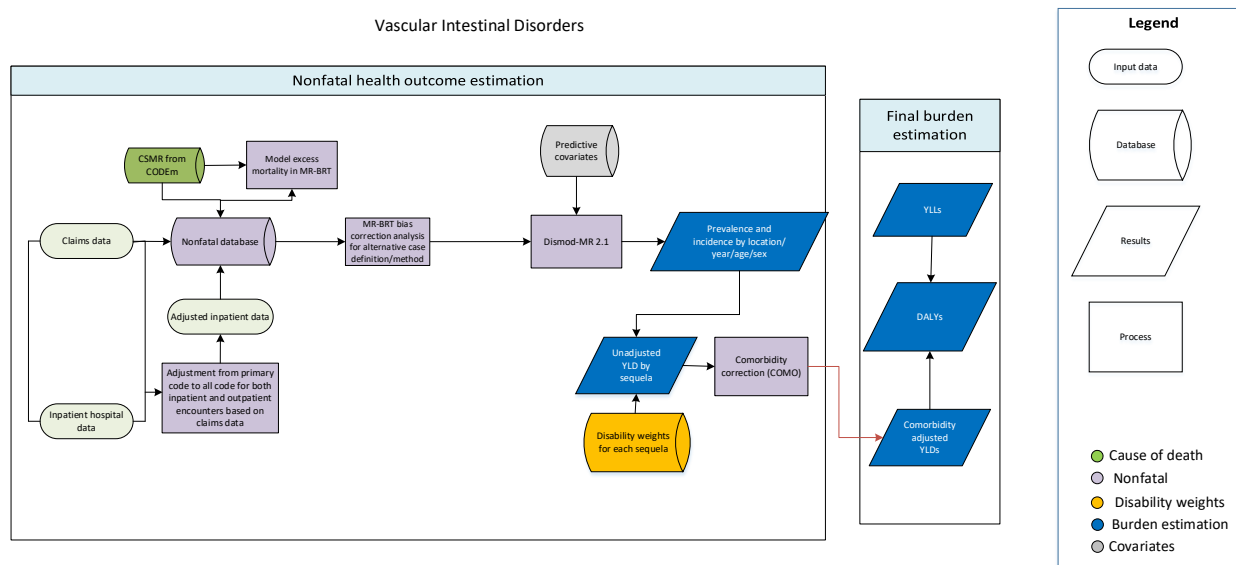 Vascular Intestinal Disorders
Nonfatal health outcome estimation
CSMR from
CODEm
Model excess
mortality in MR-BRT
Predictive
covariates
Claims data
Nonfatal database
MR-BRT bias
correction analysis
for alternative case
definition/method
Dismod-MR 2.1
Prevalence and
incidence by location/
year/age/sex
Adjusted inpatient data
Inpatient hospital
data
Adjustment from primary
code to all code for both
inpatient and outpatient
encounters based on
claims data
Unadjusted
YLD by
sequela
Comorbidity
correction (COMO)
Disability weights
for each sequela
Final burden
estimation
YLLs
DALYs
Comorbidity
adjusted
YLDs
Legend
Input data
Database
Results
Process
Cause of death
Nonfatal
Disability weights
Burden estimation
Covariates